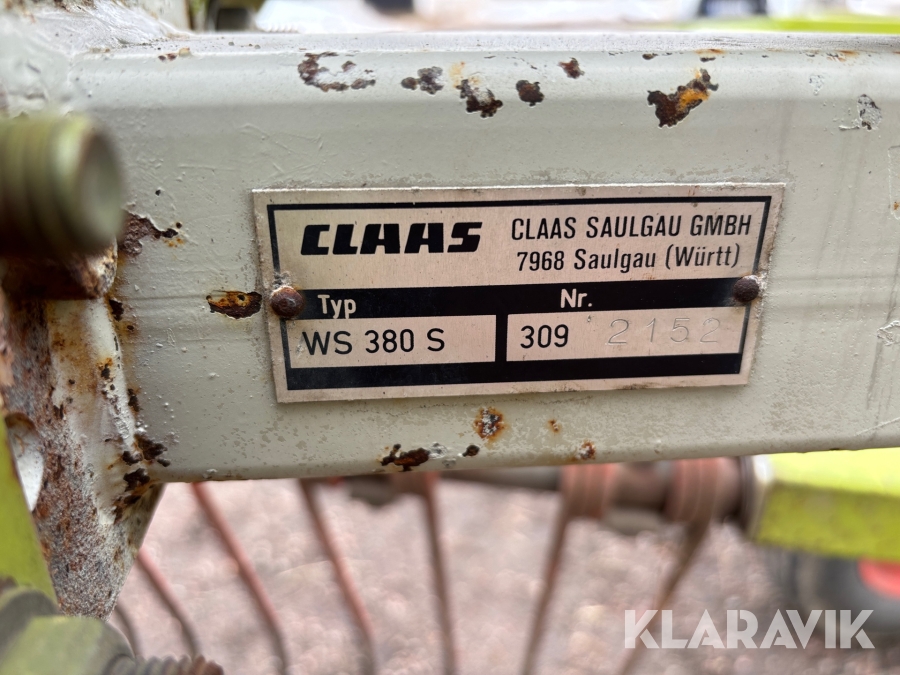 CLAAS
CLAAS SAULGAU GMBH
7968 Saulgau (Württ)
Typ
Nr.
WS 380 S
309 2152
KLARAVIK